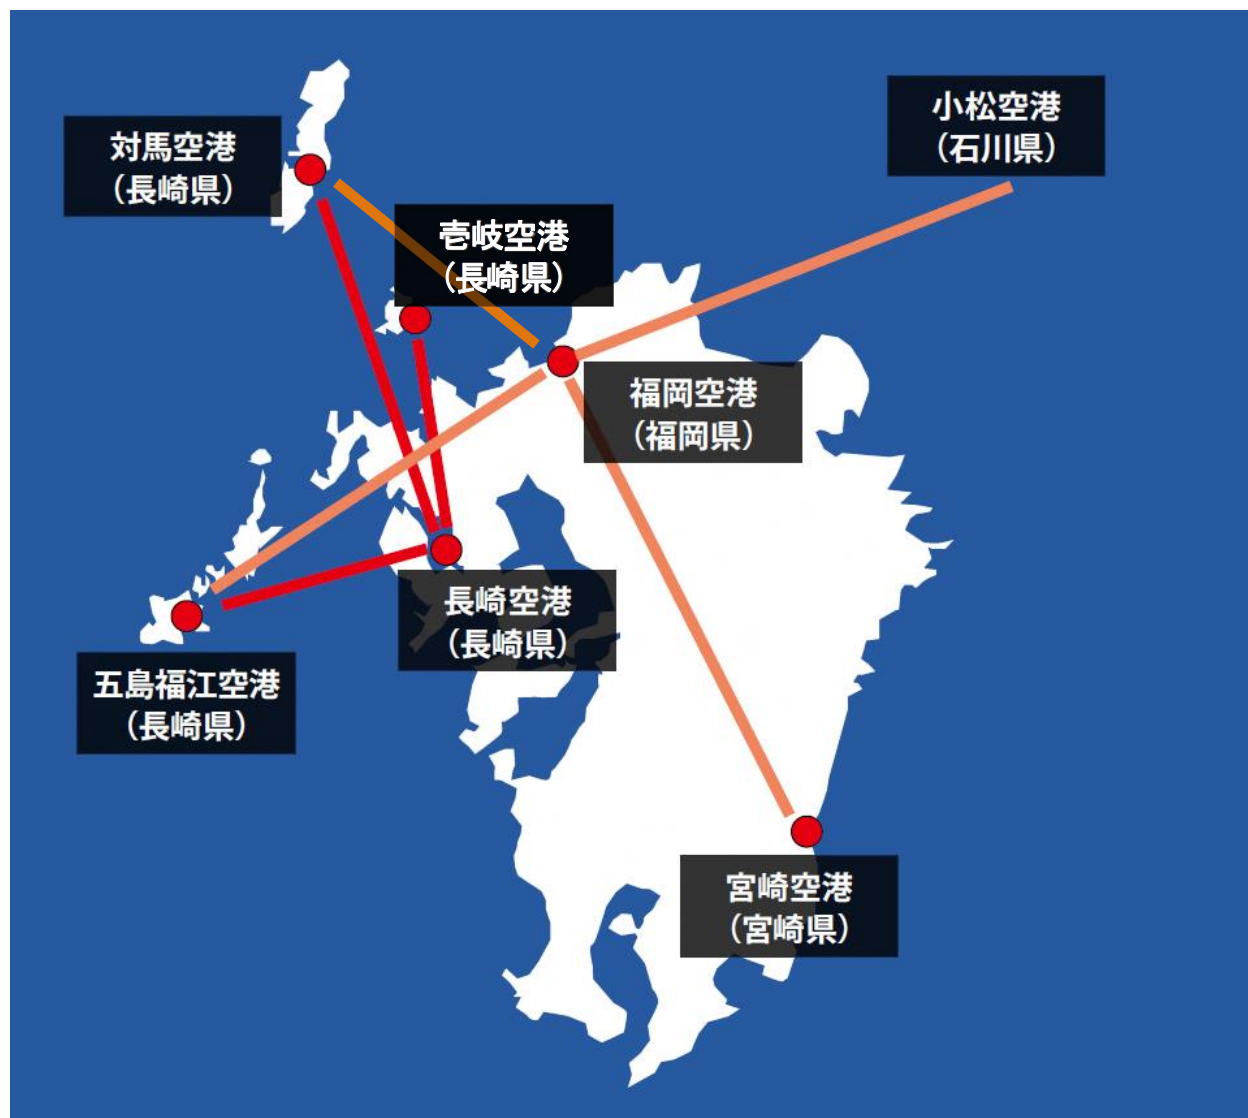 小松空港
（石川県）
対馬空港
（長崎県）
壱岐空港
（長崎県）
福岡空港
（福岡県）
長崎空港
（長崎県）
五島福江空港
（長崎県）
宮崎空港
（宮崎県）